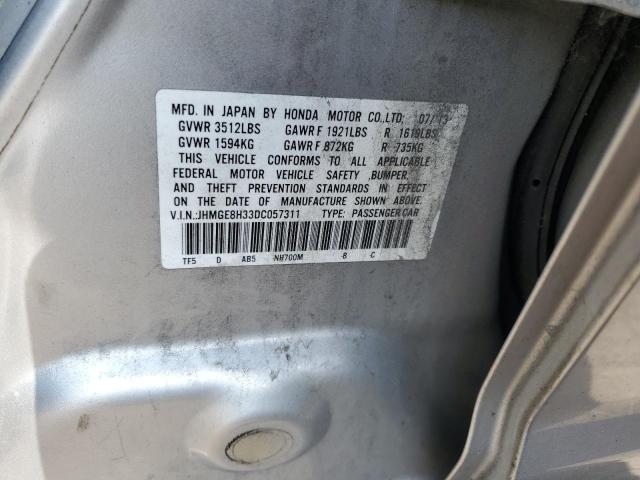 MFD. IN JAPAN BY HONDA MOTOR CO.,LTD. 07/13
GVWR 3512LBS GAWR F 1921LBS R 1619LBS
GVWR 1594KG GAWR F 872KG R 735KG
THIS VEHICLE CONFORMS TO ALL APPLICABLE
FEDERAL MOTOR VEHICLE SAFETY ,BUMPER,
AND THEFT PREVENTION STANDARDS IN EFFECT
ON THE DATE OF MANUFACTURE SHOWN ABOVE.
V.I.N.:JHMGE8H33DC057311 TYPE: PASSENGER CAR
TF5 D AB5 NH700M B C